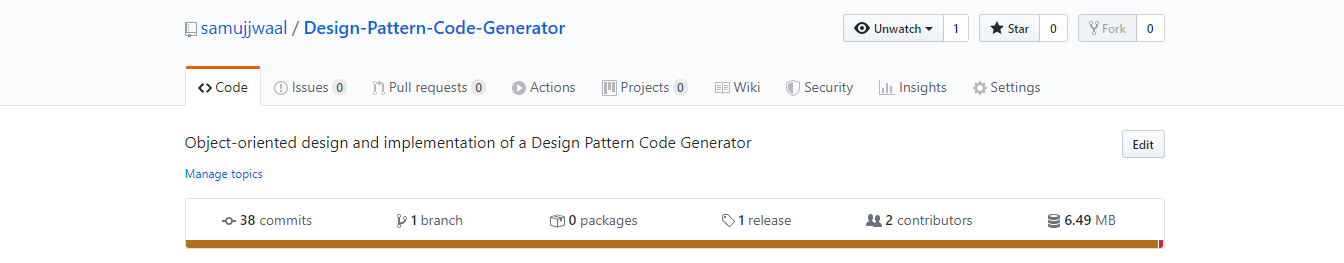 samujjwaal / Design-Pattern-Code-Generator Unwatch 1 Star 0 Fork 0
Code Issues 0 Pull requests 0 Actions Projects 0 Wiki Security Insights Settings
Object-oriented design and implementation of a Design Pattern Code Generator Edit
Manage topics
38 commits 1 branch 0 packages 1 release 2 contributors 6.49 MB